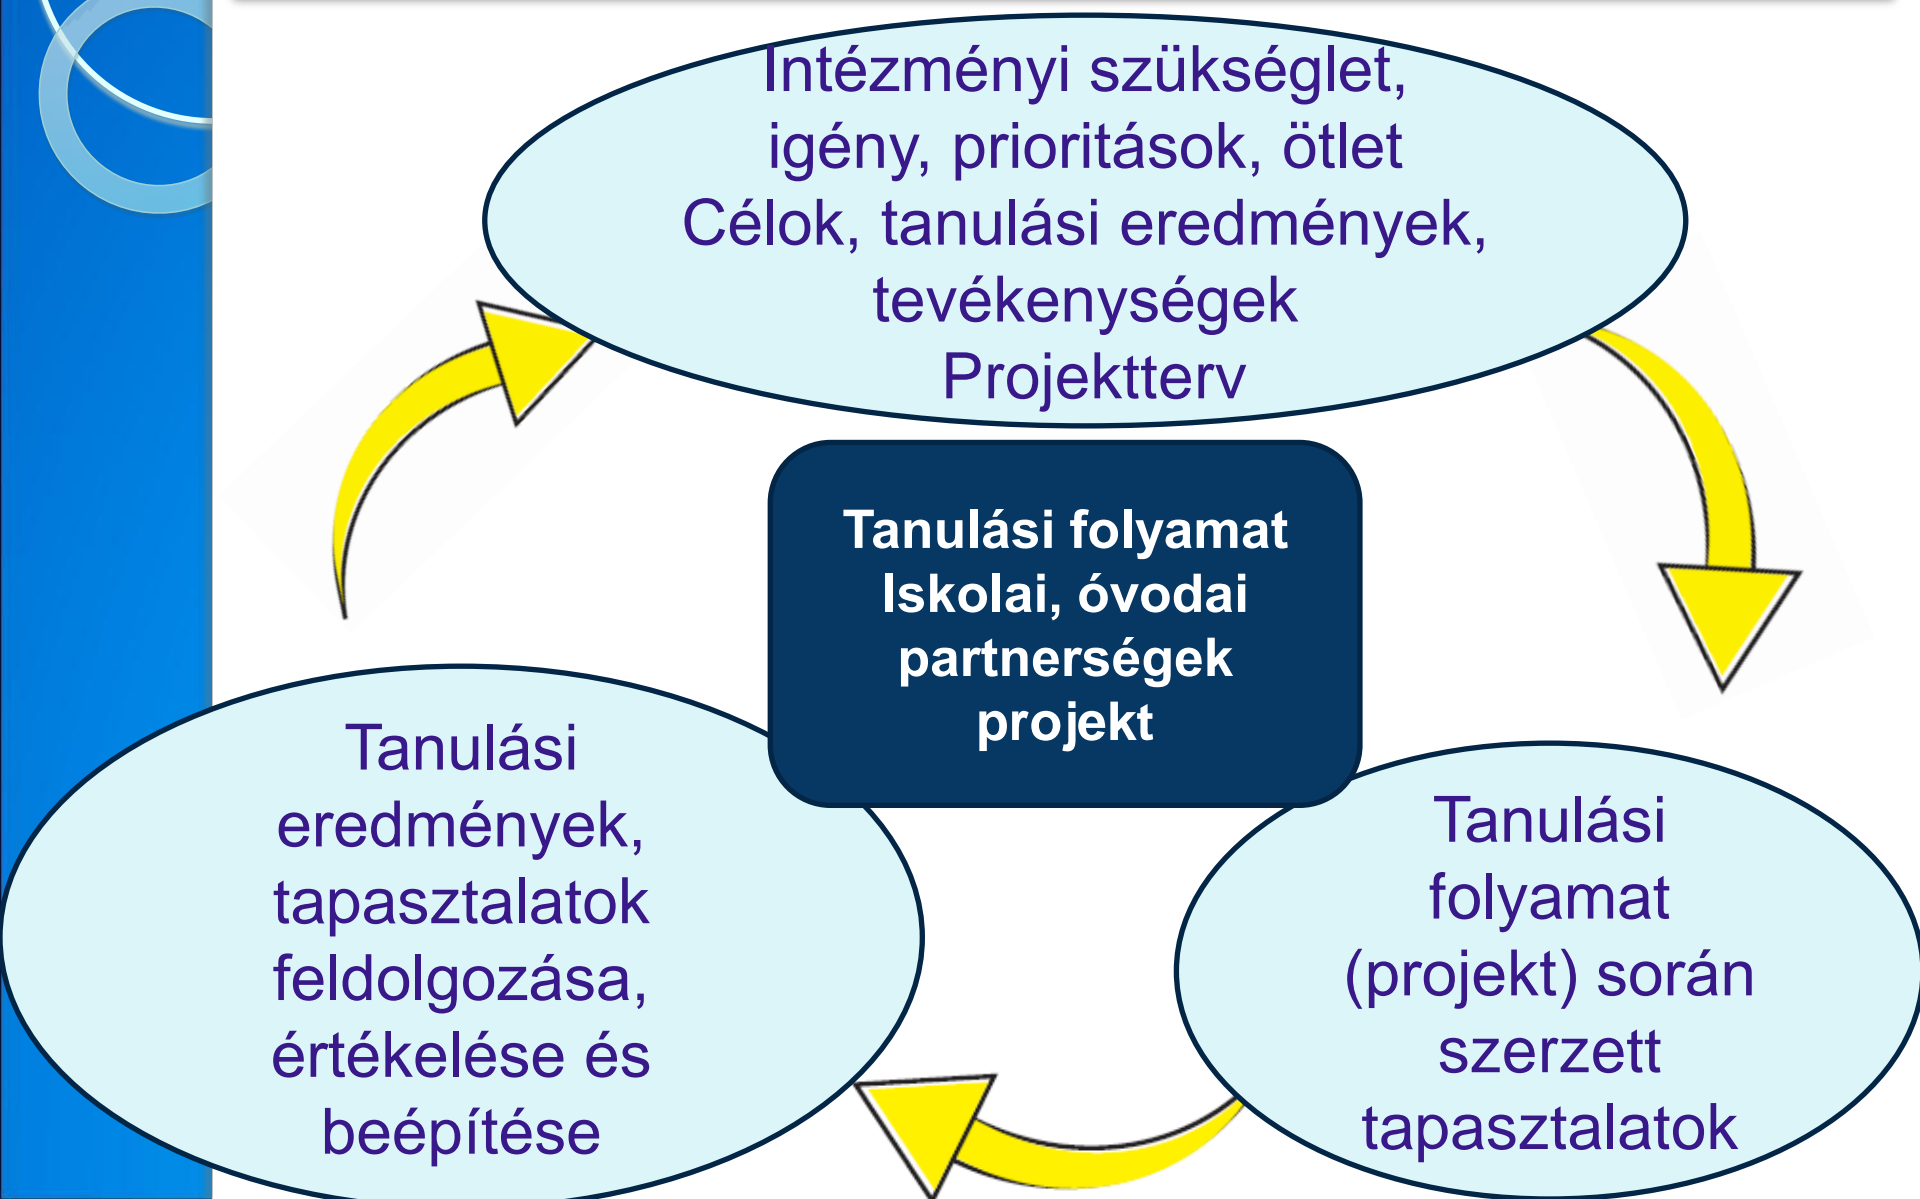 Intézményi szükséglet,
igény, prioritások, ötlet
Célok, tanulási eredmények,
tevékenységek
Projektterv
Tanulási folyamat
Iskolai, óvodai
partnerségek
projekt
Tanulási
eredmények,
tapasztalatok
feldolgozása,
értékelése és
beépítése
Tanulási
folyamat
(projekt) során
szerzett
tapasztalatok